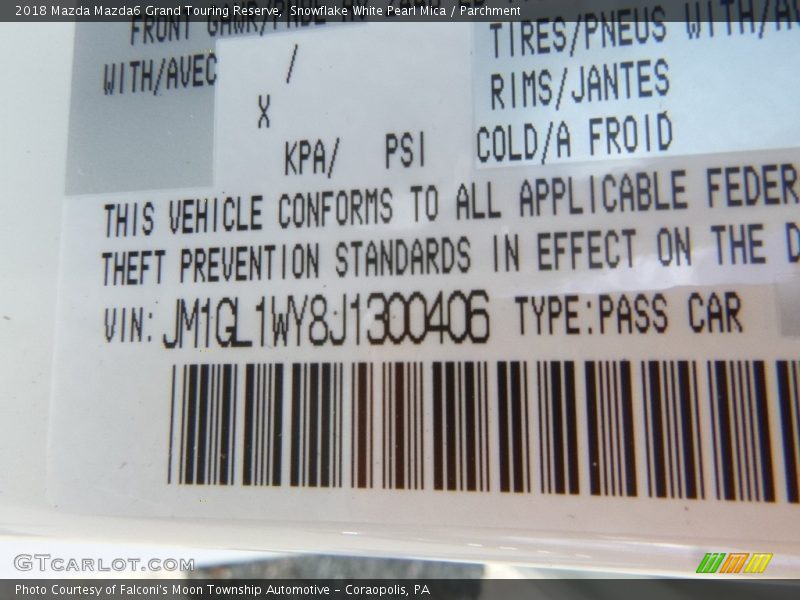 2018 Mazda Mazda6 Grand Touring Reserve, Snowflake White Pearl Mica / Parchment
TIRES/PNEUS WITH/AV
WITH/AVEC
/
RIMS/JANTES
X
KPA/ PSI
COLD/A FROID
THIS VEHICLE CONFORMS TO ALL APPLICABLE FEDER
THEFT PREVENTION STANDARDS IN EFFECT ON THE D
VIN: JM1GL1WY8J1300406 TYPE:PASS CAR
GTcarlot.com
Photo Courtesy of Falconi's Moon Township Automotive – Coraopolis, PA